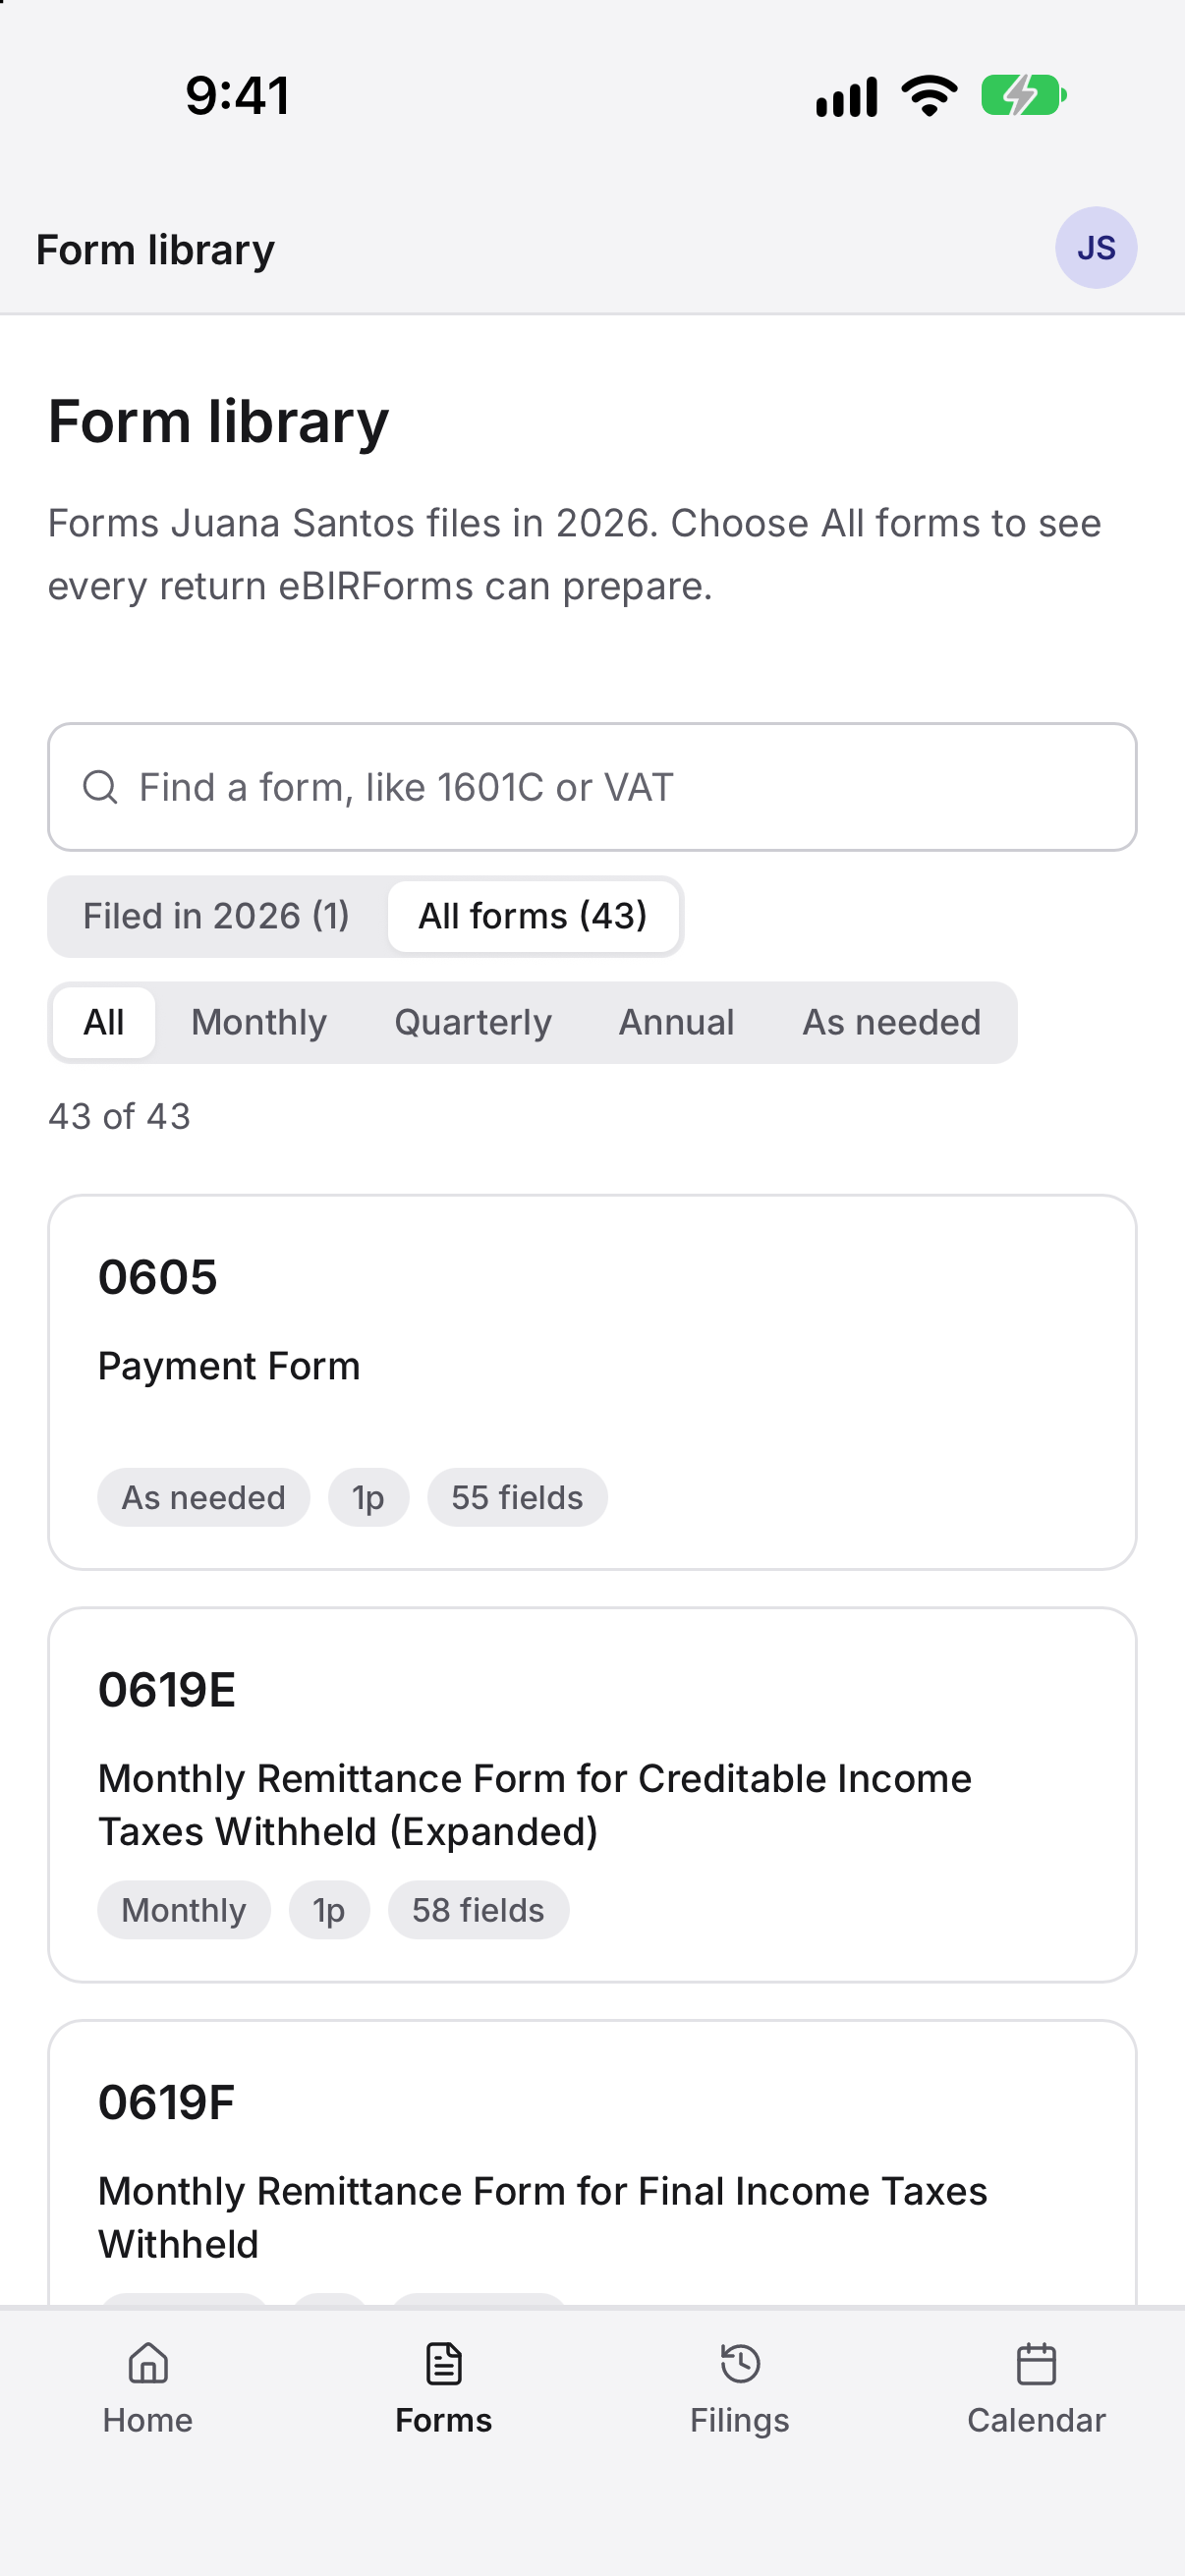 9:41
Form library
JS
Form library
Forms Juana Santos files in 2026. Choose All forms to see
every return eBIRForms can prepare.
Find a form, like 1601C or VAT
Filed in 2026 (1)
All forms (43)
All
Monthly
Quarterly
Annual
As needed
43 of 43
0605
Payment Form
As needed
1p
55 fields
0619E
Monthly Remittance Form for Creditable Income
Taxes Withheld (Expanded)
Monthly
1p
58 fields
0619F
Monthly Remittance Form for Final Income Taxes
Withheld
Home
Forms
Filings
Calendar